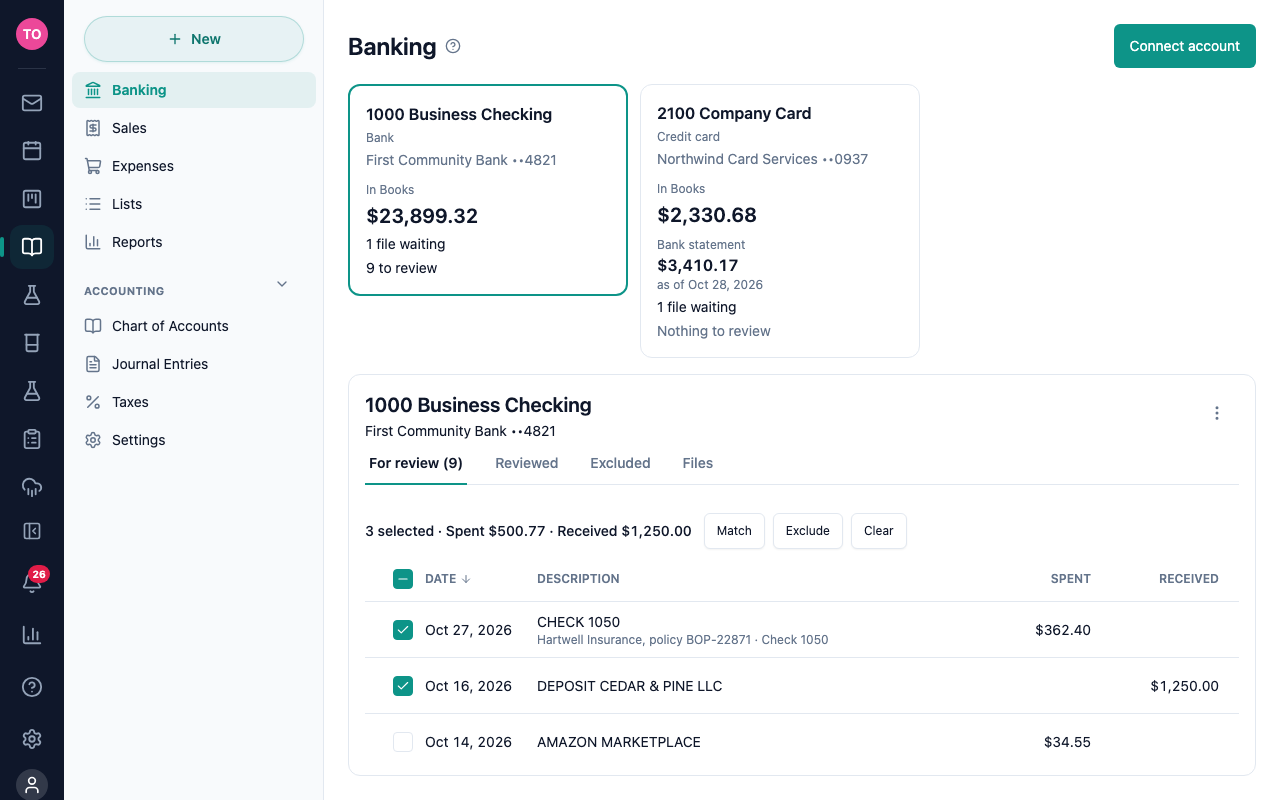 TO
26
New
Banking
Sales
Expenses
Lists
Reports
ACCOUNTING
Chart of Accounts
Journal Entries
Taxes
Settings
Banking
Connect account
1000 Business Checking
Bank
First Community Bank ••4821
In Books
$23,899.32
1 file waiting
9 to review
2100 Company Card
Credit card
Northwind Card Services ••0937
In Books
$2,330.68
Bank statement
$3,410.17
as of Oct 28, 2026
1 file waiting
Nothing to review
1000 Business Checking
First Community Bank ••4821
For review (9) Reviewed Excluded Files
3 selected · Spent $500.77 · Received $1,250.00 Match Exclude Clear
DATE DESCRIPTION SPENT RECEIVED
Oct 27, 2026 CHECK 1050 $362.40
Hartwell Insurance, policy BOP-22871 · Check 1050
Oct 16, 2026 DEPOSIT CEDAR & PINE LLC $1,250.00
Oct 14, 2026 AMAZON MARKETPLACE $34.55